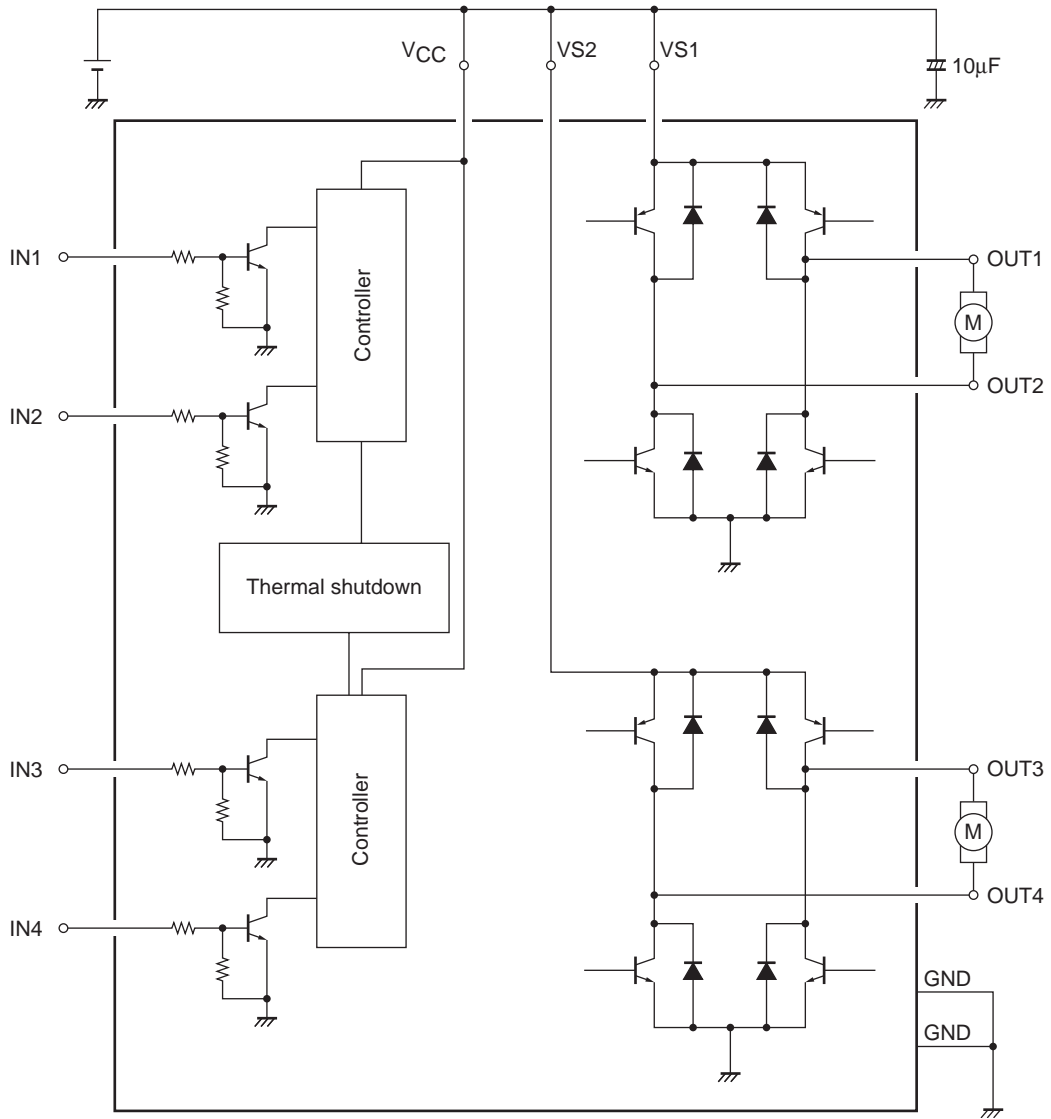 VCC
VS2
VS1
10μF
IN1
Controller
OUT1
M
IN2
OUT2
Thermal shutdown
IN3
Controller
OUT3
M
IN4
OUT4
GND
GND